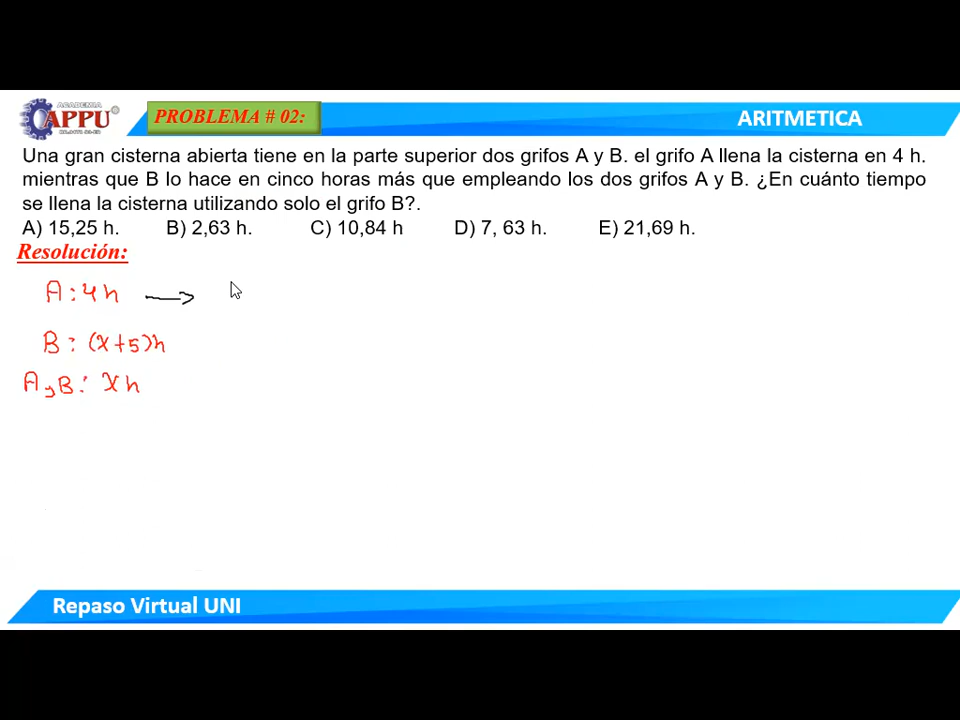 ACADEMIA
APPU
PROBLEMA # 02:
ARITMETICA
Una gran cisterna abierta tiene en la parte superior dos grifos A y B. el grifo A llena la cisterna en 4 h.
mientras que B lo hace en cinco horas más que empleando los dos grifos A y B. ¿En cuánto tiempo
se llena la cisterna utilizando solo el grifo B?.
A) 15,25 h. B) 2,63 h. C) 10,84 h D) 7, 63 h. E) 21,69 h.
Resolución:
A : 4 h →
B : (x+5) h
A y B : x h
Repaso Virtual UNI